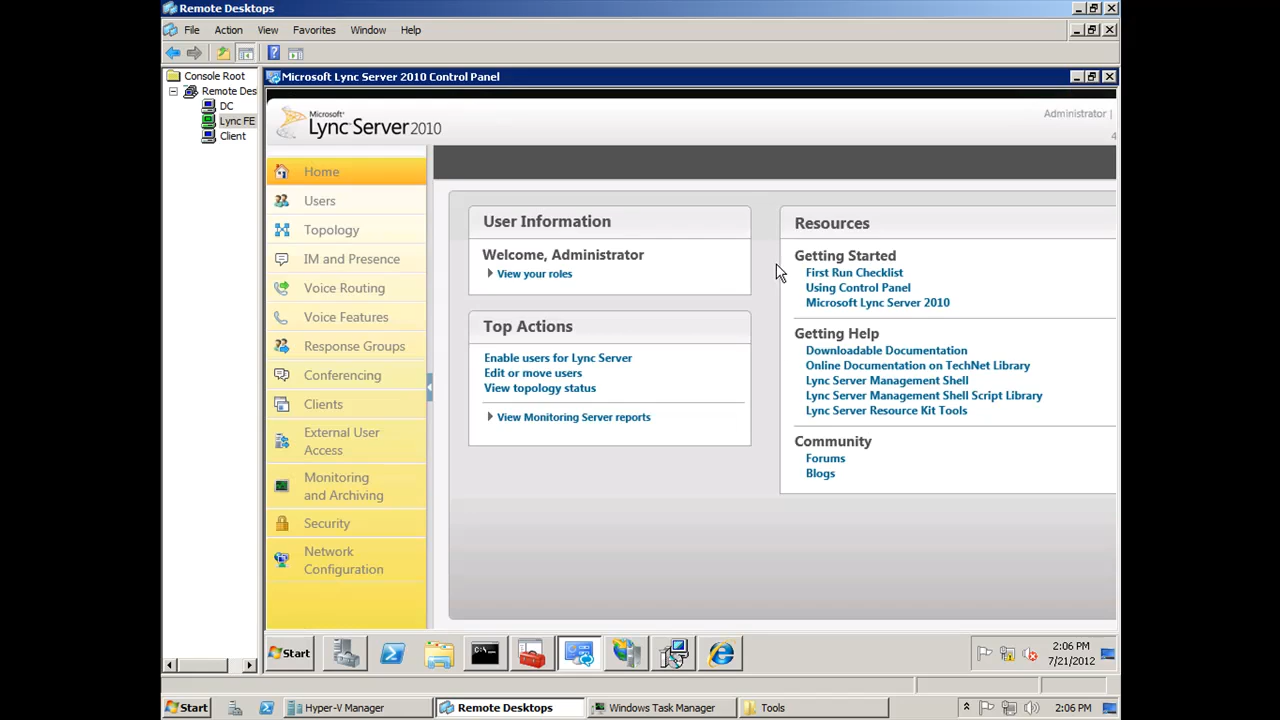 Remote Desktops
File Action View Favorites Window Help
Console Root
Remote Des
DC
Lync FE
Client
Microsoft Lync Server 2010 Control Panel
Microsoft®
Lync Server 2010
Administrator |
4
Home
Users
Topology
IM and Presence
Voice Routing
Voice Features
Response Groups
Conferencing
Clients
External User
Access
Monitoring
and Archiving
Security
Network
Configuration
User Information
Welcome, Administrator
View your roles
Top Actions
Enable users for Lync Server
Edit or move users
View topology status
View Monitoring Server reports
Resources
Getting Started
First Run Checklist
Using Control Panel
Microsoft Lync Server 2010
Getting Help
Downloadable Documentation
Online Documentation on TechNet Library
Lync Server Management Shell
Lync Server Management Shell Script Library
Lync Server Resource Kit Tools
Community
Forums
Blogs
Start
2:06 PM
7/21/2012
Start Hyper-V Manager Remote Desktops Windows Task Manager Tools 2:06 PM